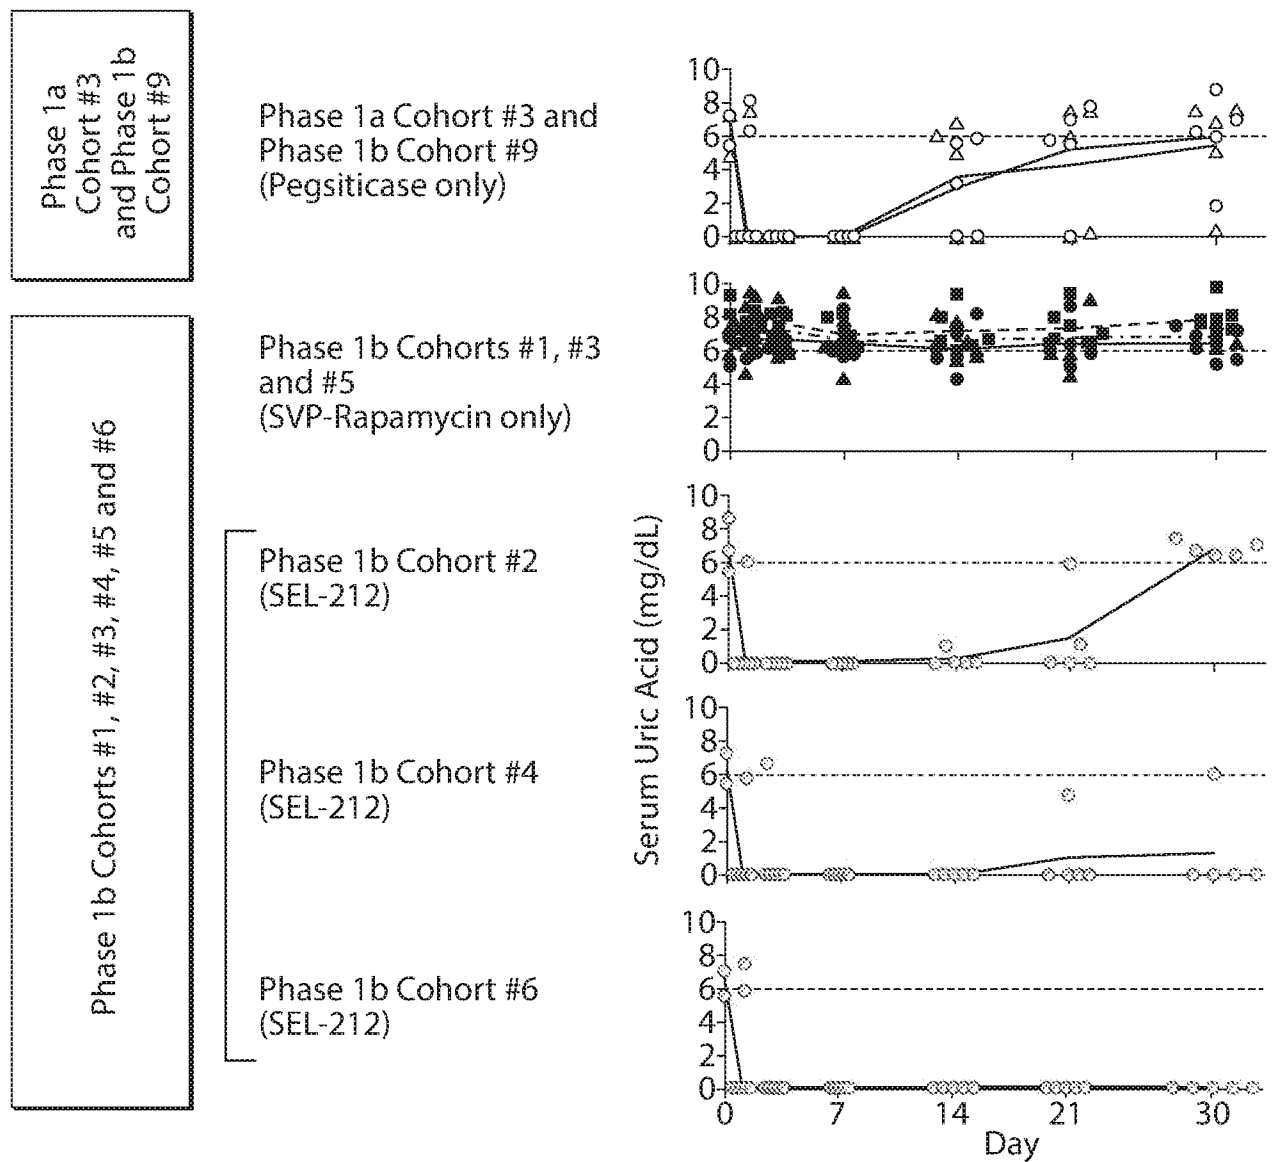 Phase 1a
Cohort #3
and Phase 1b
Cohort #9
Phase 1a Cohort #3 and
Phase 1b Cohort #9
(Pegsiticase only)
10
8
6
4
2
0
Phase 1b Cohorts #1, #2, #3, #4, #5 and #6
Phase 1b Cohorts #1, #3
and #5
(SVP-Rapamycin only)
10
8
6
4
2
0
Serum Uric Acid (mg/dL)
Phase 1b Cohort #2
(SEL-212)
10
8
6
4
2
0
Phase 1b Cohort #4
(SEL-212)
10
8
6
4
2
0
Phase 1b Cohort #6
(SEL-212)
10
8
6
4
2
0
0 7 14 21 30
Day